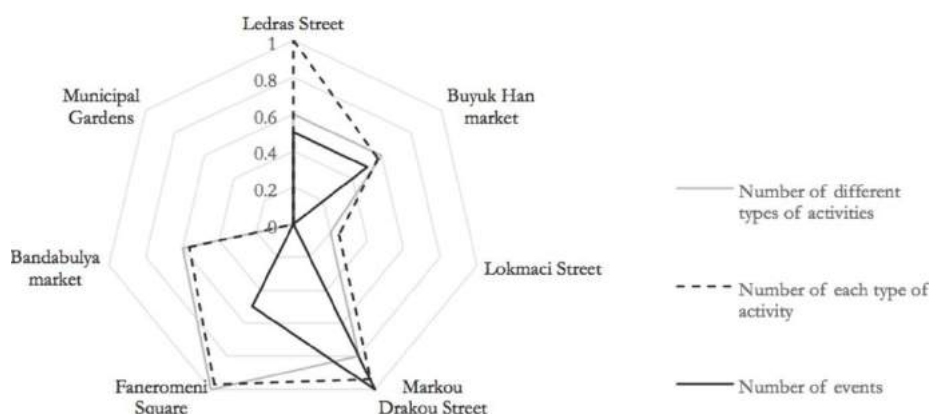 Ledras Street
1
0.8
0.6
0.4
0.2
0
Buyuk Han
market
Lokmaci Street
Markou
Drakou Street
Faneromeni
Square
Bandabulya
market
Municipal
Gardens
Number of different
types of activities
Number of each type of
activity
Number of events